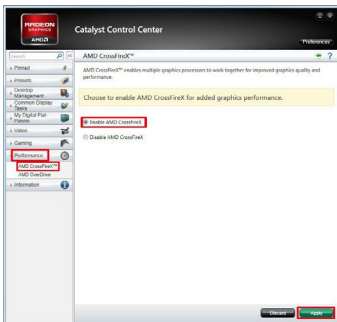 RADEON
GRAPHICS
AMD
Catalyst Control Center
Preferences
Search
AMD CrossFireX™
Pinned
AMD CrossFireX™ enables multiple graphics processors to work together for improved graphics quality and
performance.
Presets
Desktop
Management
Choose to enable AMD CrossFireX for added graphics performance.
Common Display
Tasks
My Digital Flat-
Panels
Enable AMD CrossFireX
Video
Disable AMD CrossFireX
Gaming
Performance
AMD CrossFireX™
AMD OverDrive
Information
Discard
Apply